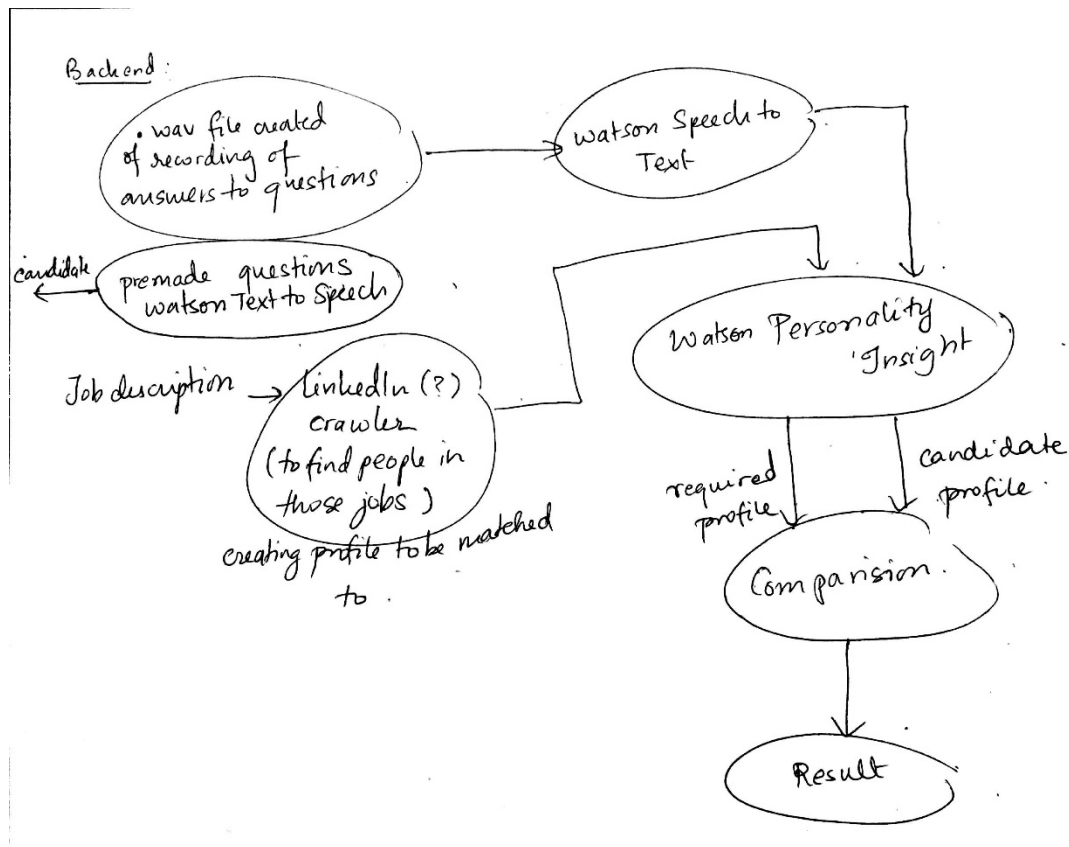 Backend :
. wav file created
of recording of
answers to questions
Watson Speech to
Text
candidate
premade questions
Watson Text to Speech
Watson Personality
Insight
Job description
LinkedIn (?)
crawler
(to find people in
those jobs )
creating profile to be matched
to .
required
profile
candidate
profile .
Comparision .
Result